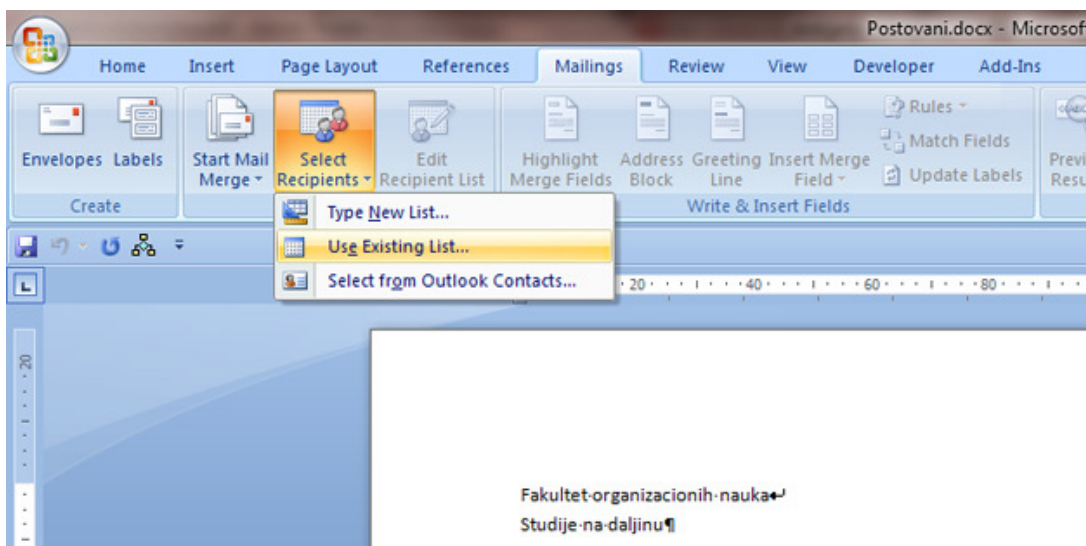 Postovani.docx - Microsof
Home Insert Page Layout References Mailings Review View Developer Add-Ins
Envelopes Labels Start Mail Merge Select Recipients Edit Recipient List Highlight Merge Fields Address Block Greeting Line Insert Merge Field Rules Match Fields Update Labels Previ Resu
Create Write & Insert Fields
Type New List...
Use Existing List...
Select from Outlook Contacts...
20 40 60 80
20
Fakultet·organizacionih·nauka↵
Studije·na·daljinu¶